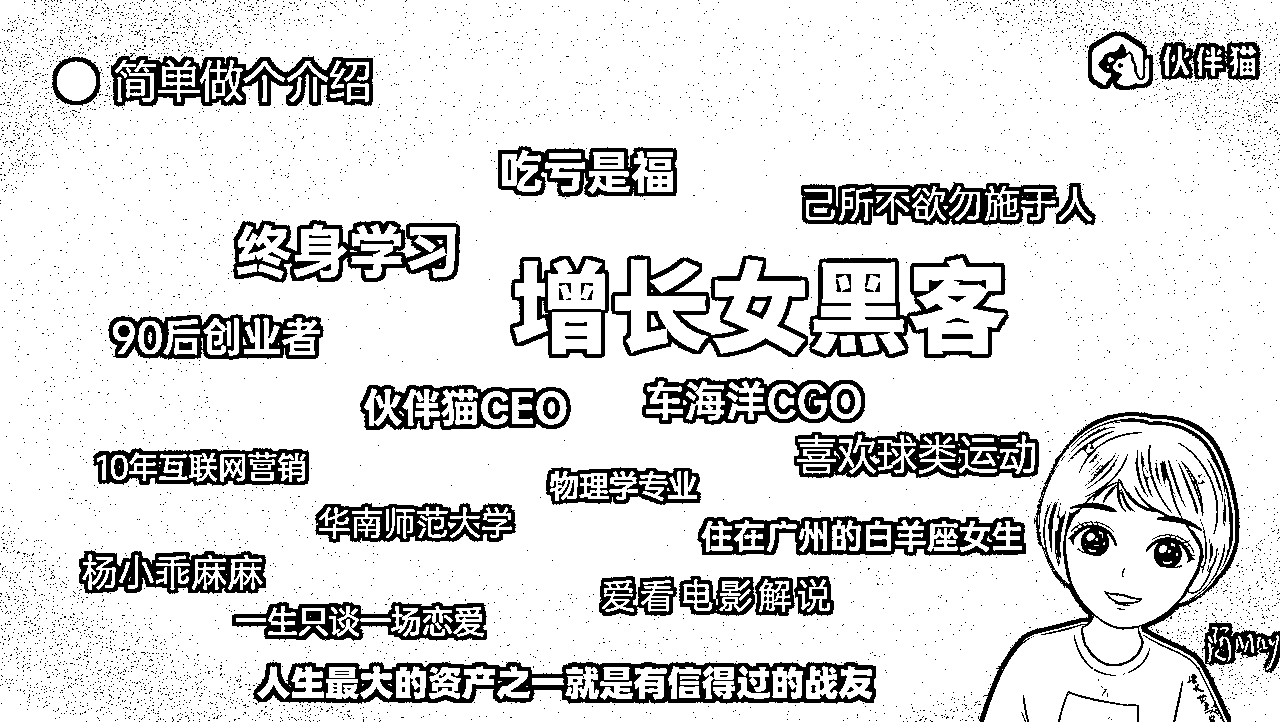 简单做个介绍
伙伴猫
吃亏是福
己所不欲勿施于人
终身学习
增长女黑客
90后创业者
伙伴猫CEO
车海洋CGO
喜欢球类运动
10年互联网营销
物理学专业
华南师范大学
住在广州的白羊座女生
杨小乖麻麻
爱看电影解说
一生只谈一场恋爱
人生最大的资产之一就是有信得过的战友